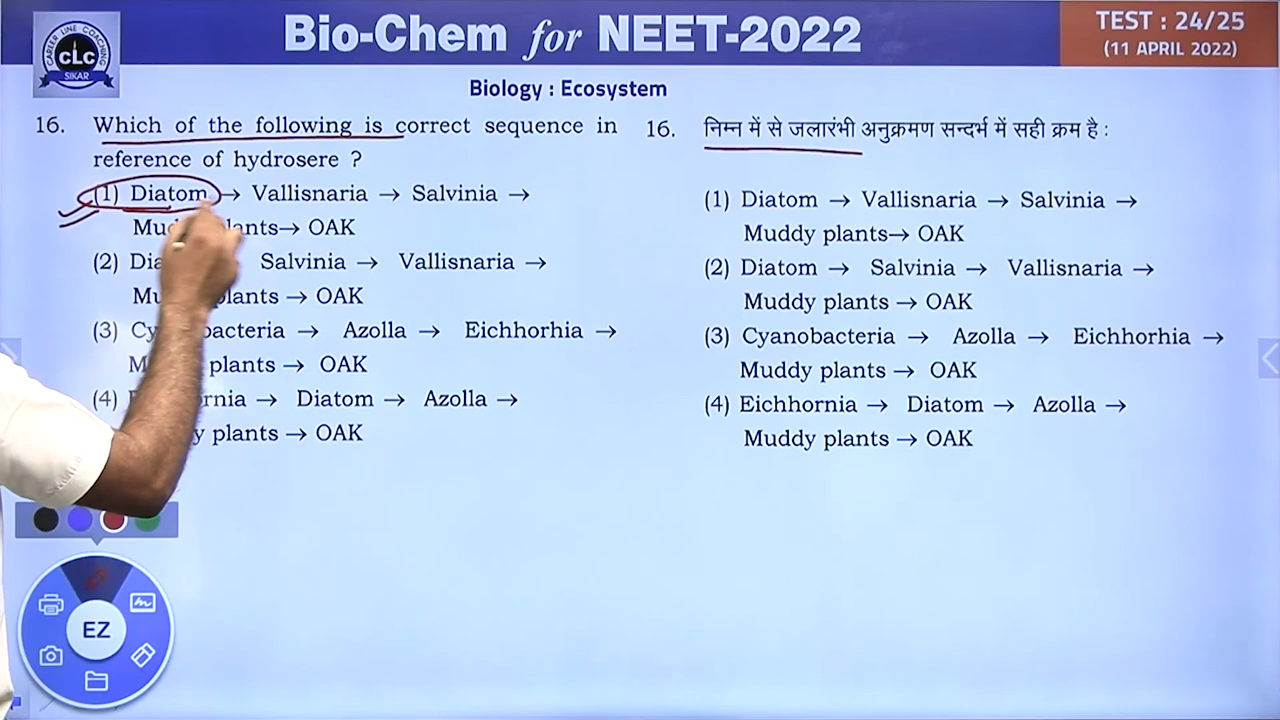 CAREER LINE COACHING
CLC
SIKAR
Bio-Chem for NEET-2022
TEST : 24/25
(11 APRIL 2022)
Biology : Ecosystem
16. Which of the following is correct sequence in
reference of hydrosere ?
(1) Diatom → Vallisnaria → Salvinia →
plants→ OAK
(2) Salvinia → Vallisnaria →
plants → OAK
(3) Azolla → Eichhorhia →
plants → OAK
(4) → Diatom → Azolla →
plants → OAK
16. निम्न में से जलारंभी अनुक्रमण सन्दर्भ में सही क्रम है :
(1) Diatom → Vallisnaria → Salvinia →
Muddy plants→ OAK
(2) Diatom → Salvinia → Vallisnaria →
Muddy plants → OAK
(3) Cyanobacteria → Azolla → Eichhorhia →
Muddy plants → OAK
(4) Eichhornia → Diatom → Azolla →
Muddy plants → OAK
EZ